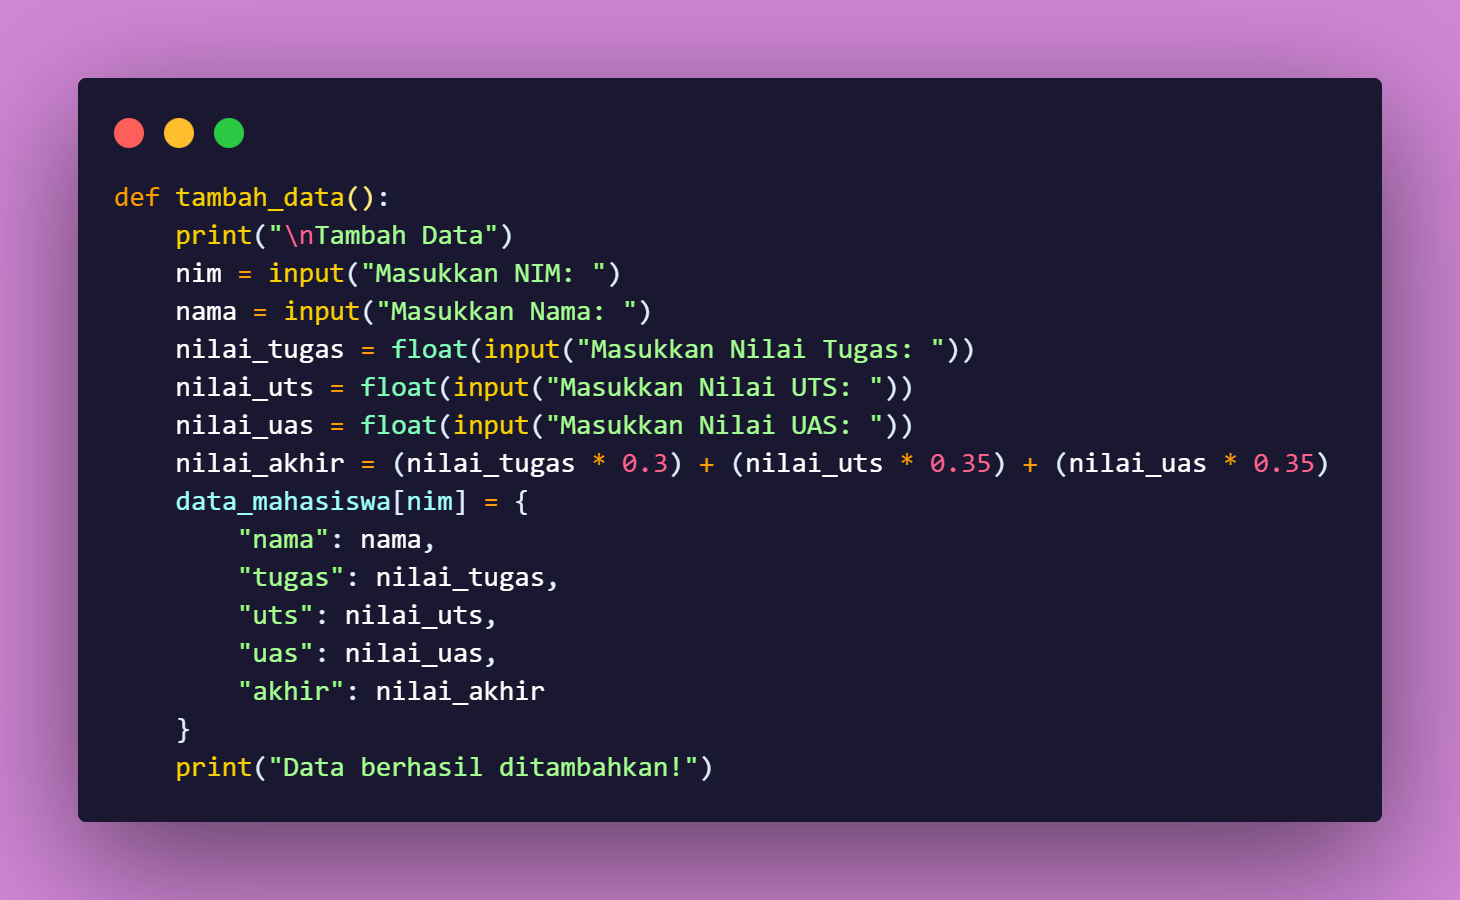 def tambah_data():
    print("\nTambah Data")
    nim = input("Masukkan NIM: ")
    nama = input("Masukkan Nama: ")
    nilai_tugas = float(input("Masukkan Nilai Tugas: "))
    nilai_uts = float(input("Masukkan Nilai UTS: "))
    nilai_uas = float(input("Masukkan Nilai UAS: "))
    nilai_akhir = (nilai_tugas * 0.3) + (nilai_uts * 0.35) + (nilai_uas * 0.35)
    data_mahasiswa[nim] = {
        "nama": nama,
        "tugas": nilai_tugas,
        "uts": nilai_uts,
        "uas": nilai_uas,
        "akhir": nilai_akhir
    }
    print("Data berhasil ditambahkan!")